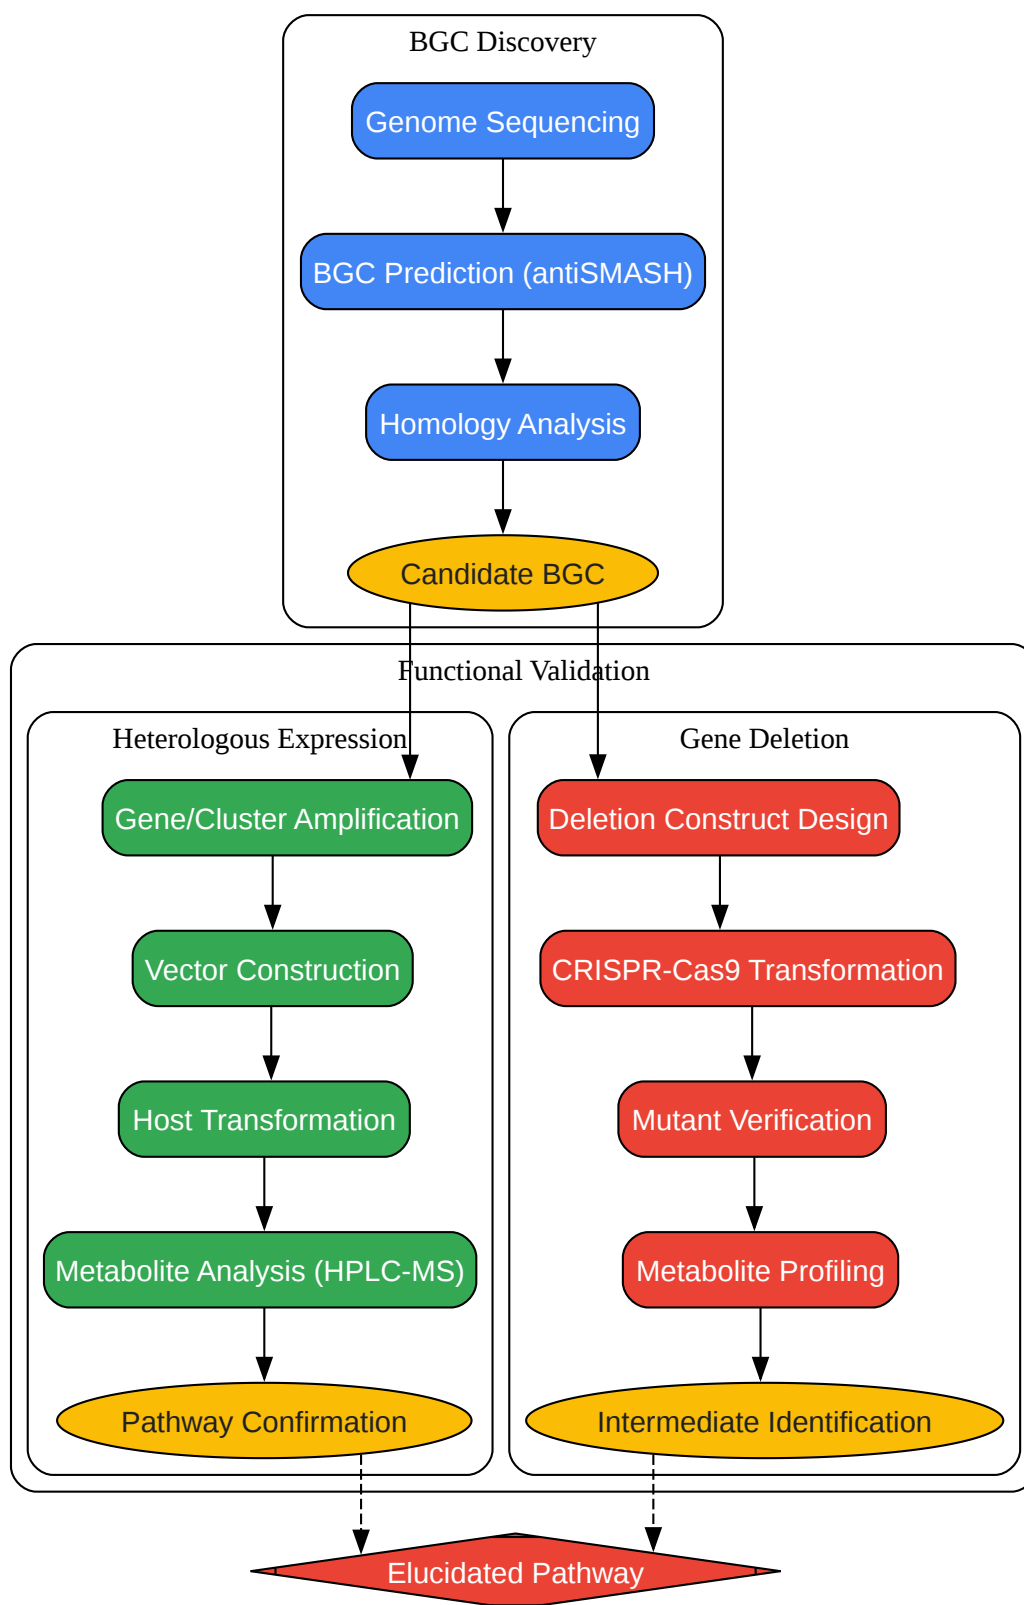 BGC Discovery
Genome Sequencing
BGC Prediction (antiSMASH)
Homology Analysis
Candidate BGC
Functional Validation
Heterologous Expression
Gene/Cluster Amplification
Vector Construction
Host Transformation
Metabolite Analysis (HPLC-MS)
Pathway Confirmation
Gene Deletion
Deletion Construct Design
CRISPR-Cas9 Transformation
Mutant Verification
Metabolite Profiling
Intermediate Identification
Elucidated Pathway